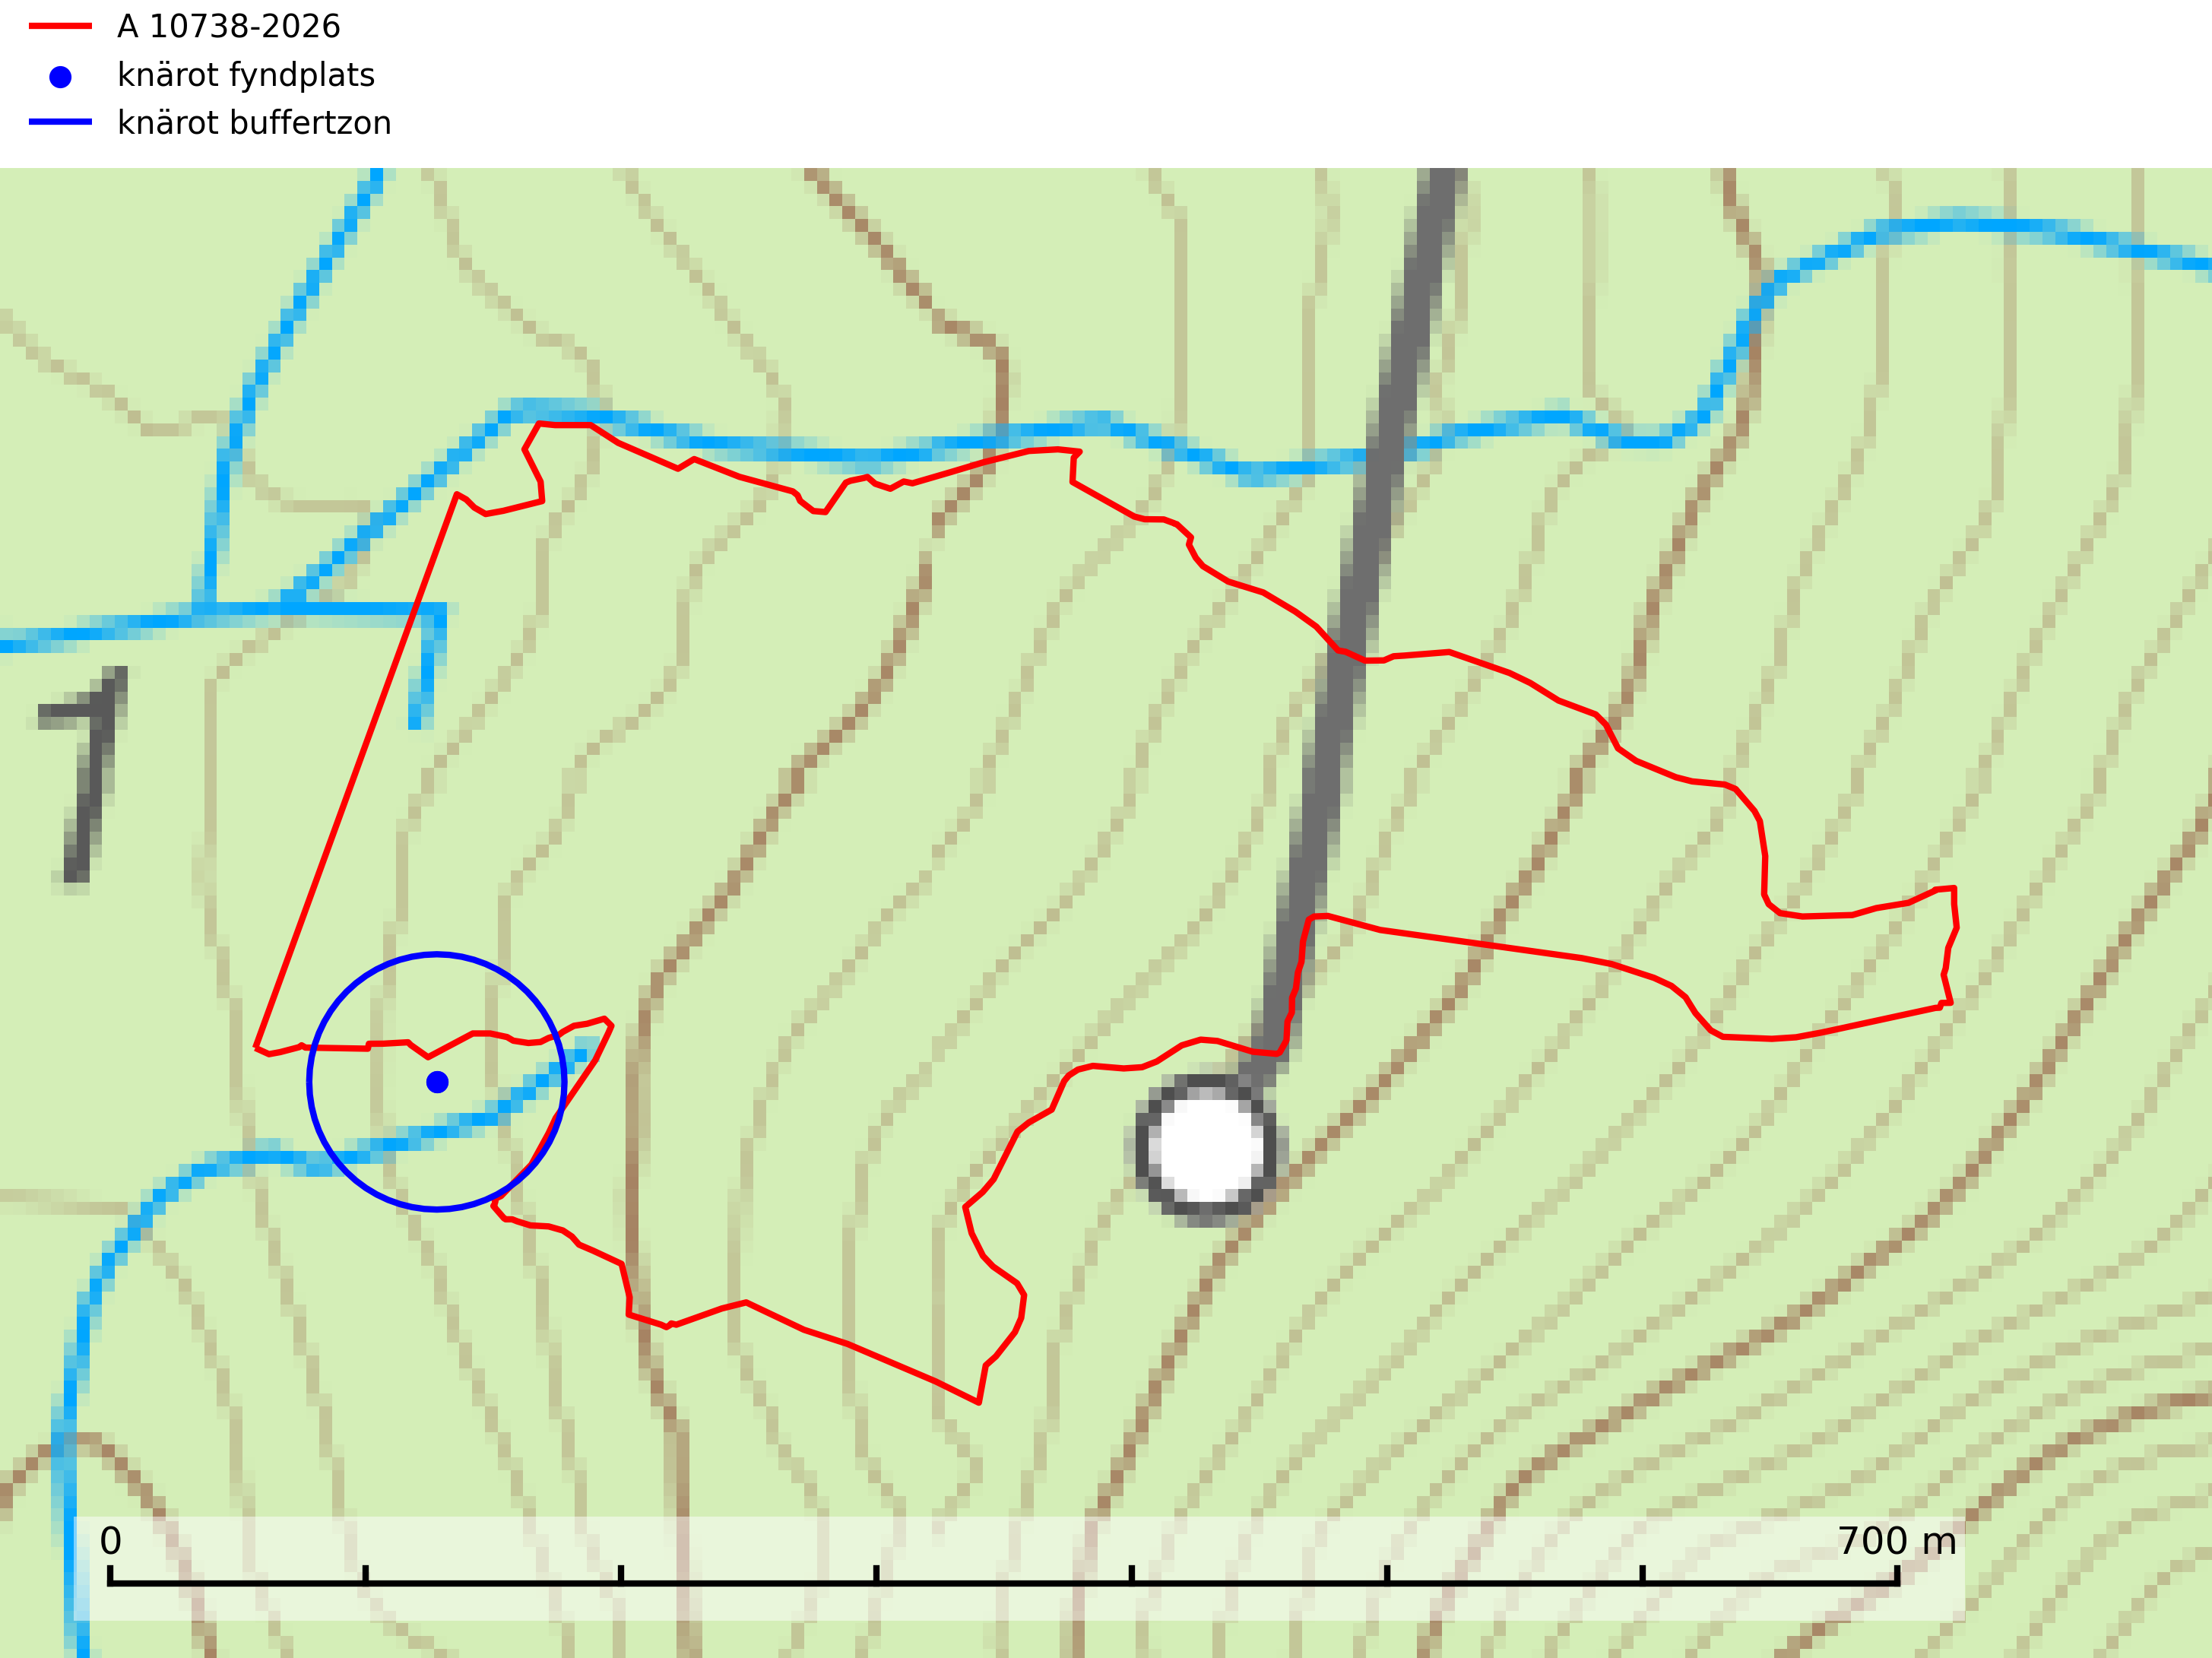 A 10738-2026
knärot fyndplats
knärot buffertzon
1
0
700 m